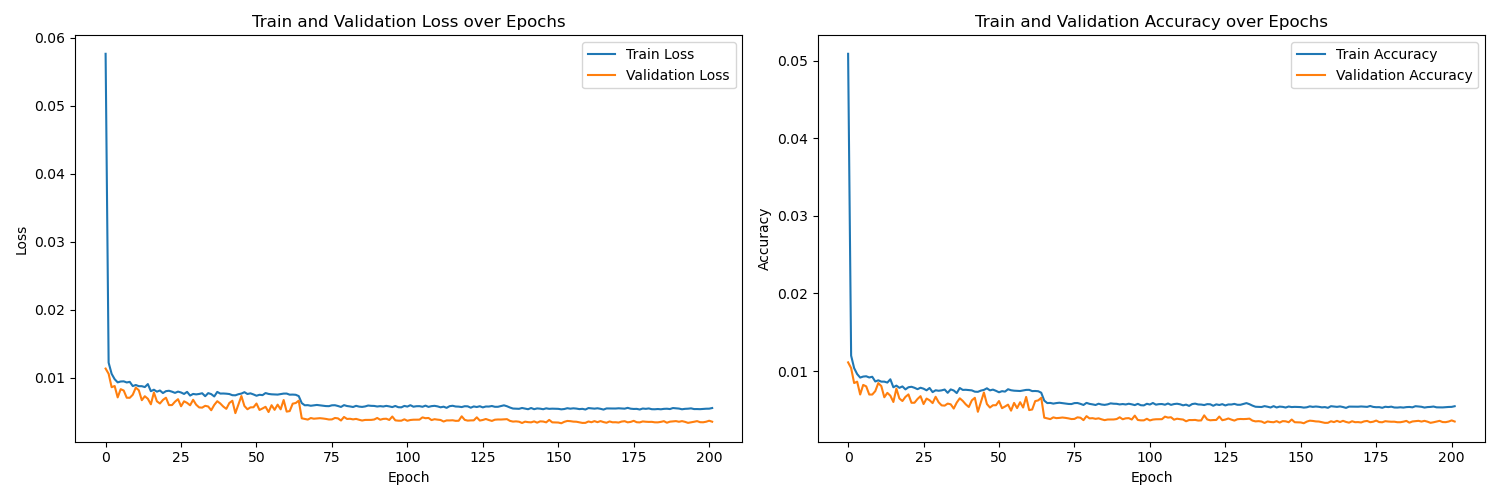 Train and Validation Loss over Epochs
0.06
0.05
0.04
0.03
0.02
0.01
Loss
Train Loss
Validation Loss
0 25 50 75 100 125 150 175 200
Epoch
Train and Validation Accuracy over Epochs
0.05
0.04
0.03
0.02
0.01
Accuracy
Train Accuracy
Validation Accuracy
0 25 50 75 100 125 150 175 200
Epoch